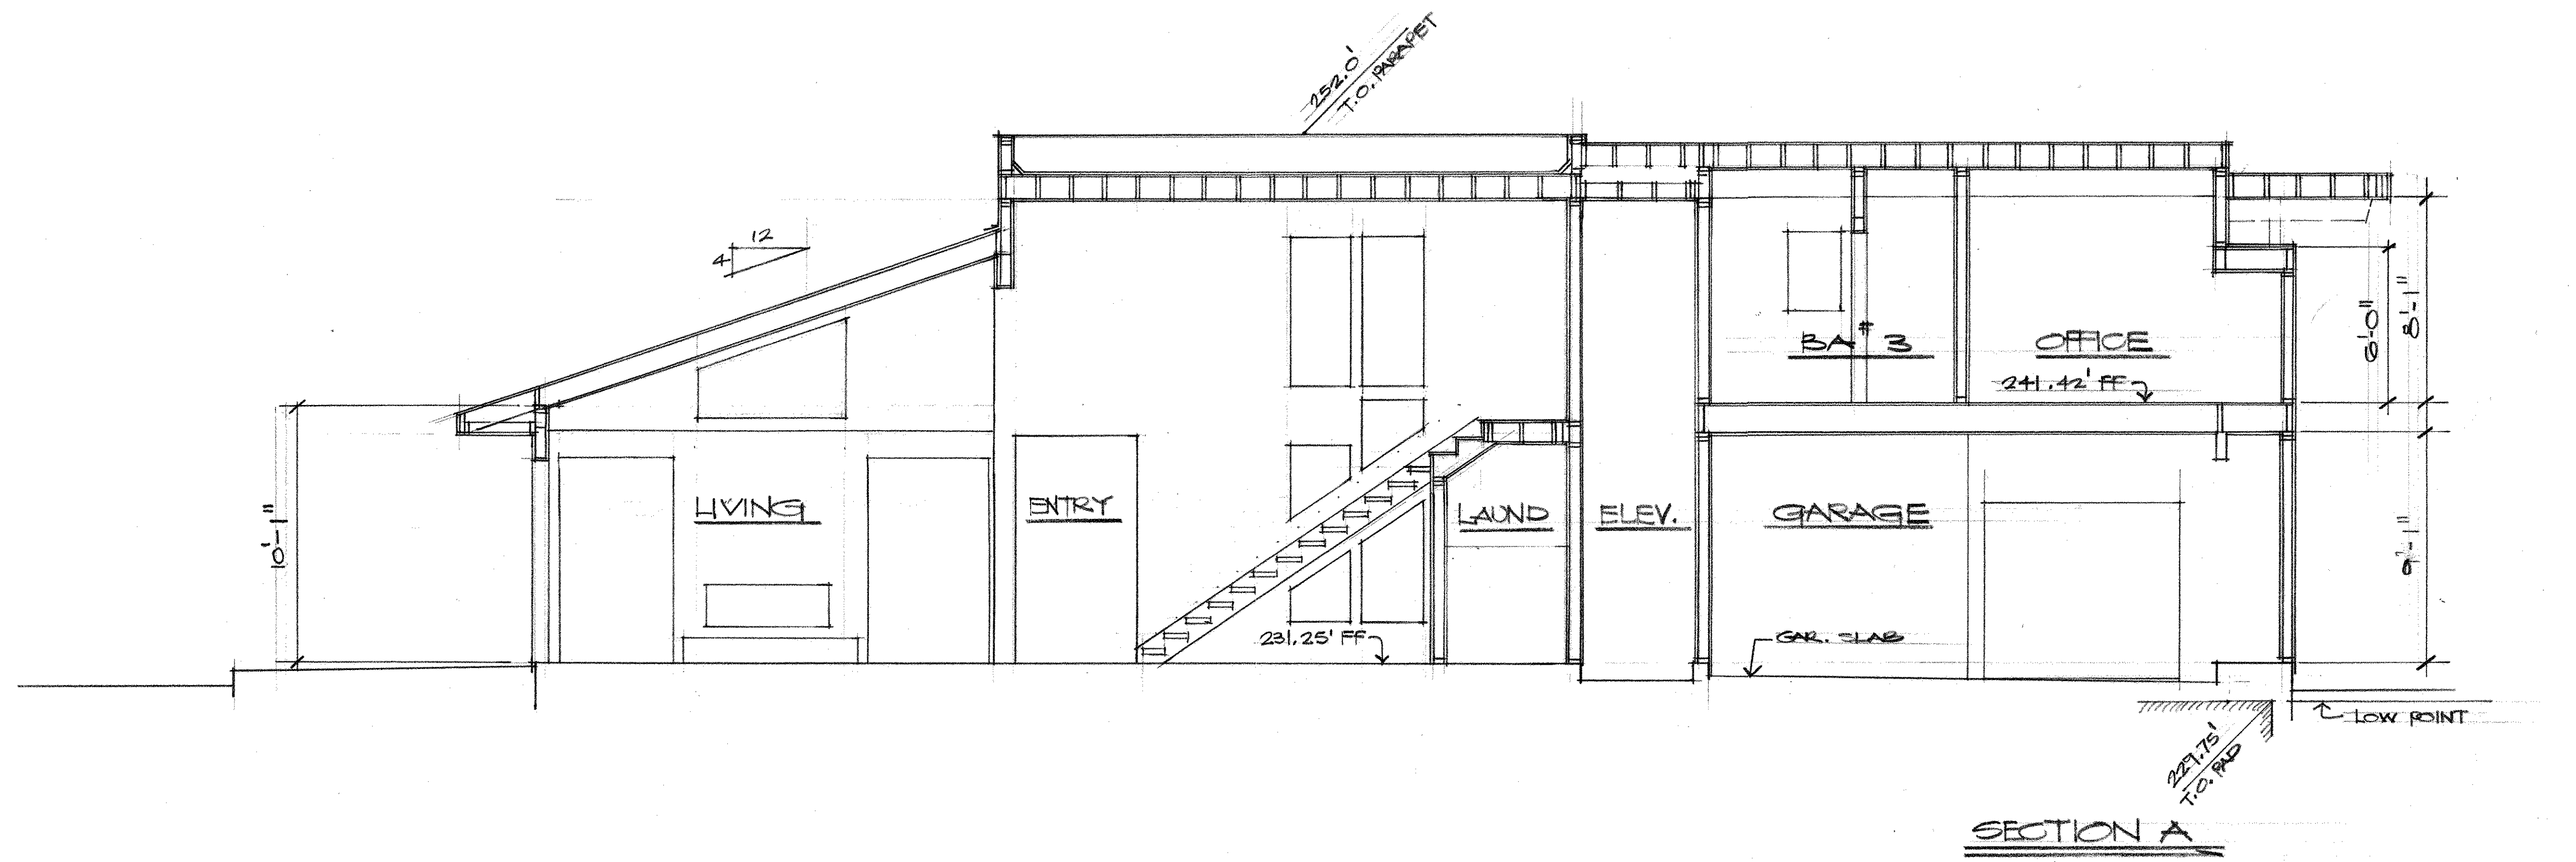 252.0'
T.O. PARAPET
12
4
BA #3
OFFICE
241.42' FF
6'-0"
8'-1"
10'-1"
LIVING
ENTRY
LAUND
ELEV.
GARAGE
9'-1"
231.25' FF
GAR. SLAB
LOW POINT
229.75'
T.O. PAD
SECTION A